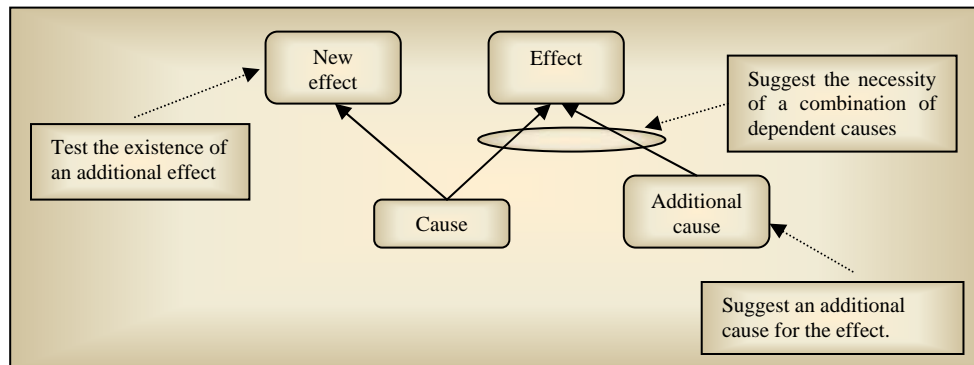 New
effect
Effect
Suggest the necessity
of a combination of
dependent causes
Test the existence of
an additional effect
Cause
Additional
cause
Suggest an additional
cause for the effect.